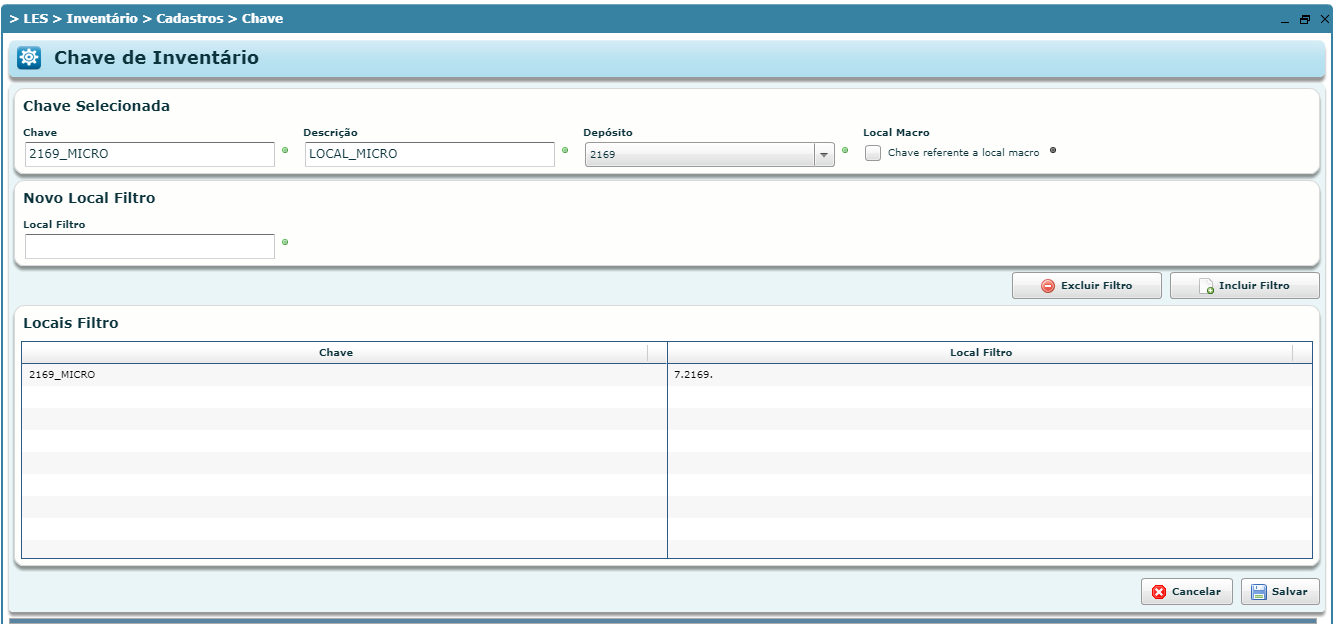 > LES > Inventário > Cadastros > Chave
Chave de Inventário
Chave Selecionada
Chave Descrição Depósito Local Macro
2169_MICRO LOCAL_MICRO 2169 Chave referente a local macro
Novo Local Filtro
Local Filtro
Excluir Filtro Incluir Filtro
Locais Filtro
Chave Local Filtro
2169_MICRO 7.2169.
Cancelar Salvar